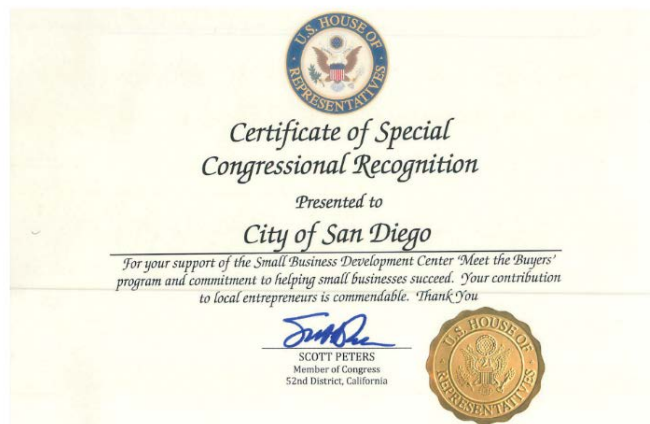 U.S. HOUSE OF REPRESENTATIVES
Certificate of Special
Congressional Recognition
Presented to
City of San Diego
For your support of the Small Business Development Center 'Meet the Buyers'
program and commitment to helping small businesses succeed. Your contribution
to local entrepreneurs is commendable. Thank You
SCOTT PETERS
Member of Congress
52nd District, California
U.S. HOUSE OF REPRESENTATIVES